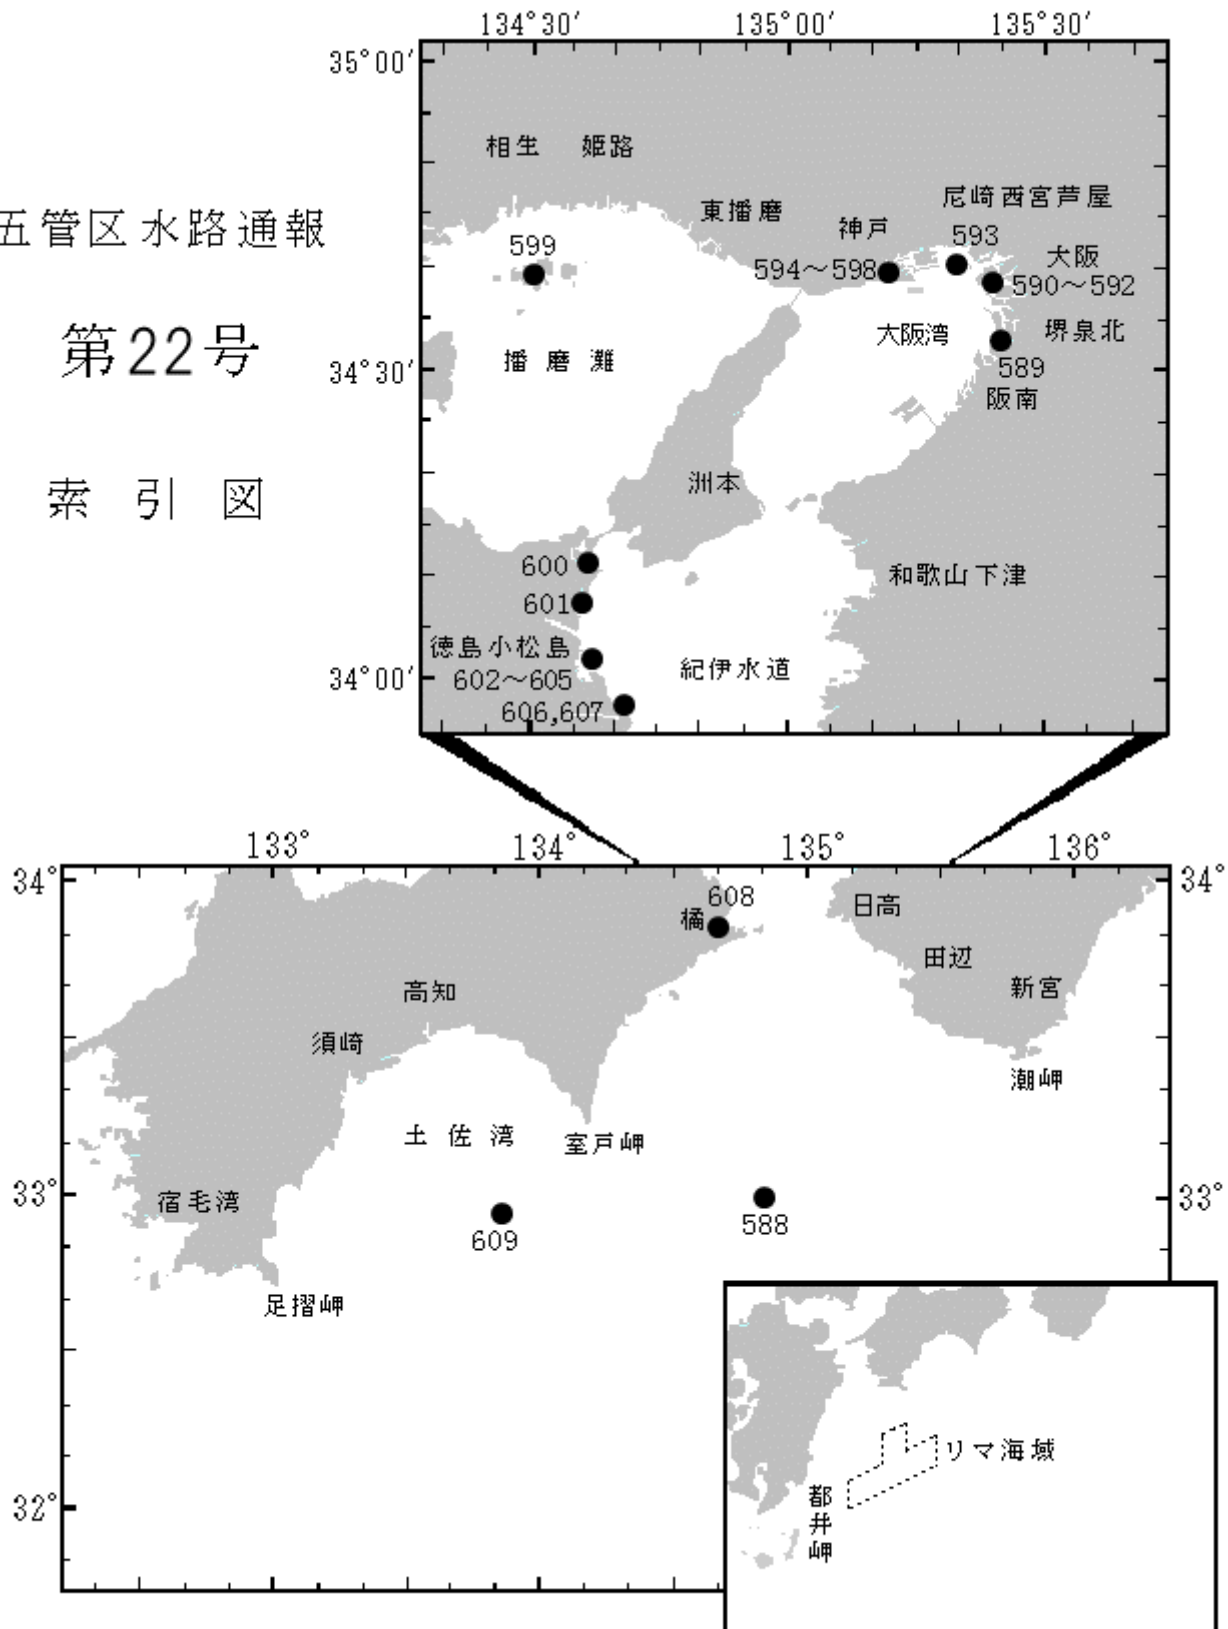 五管区水路通報
第22号
索引図
134°30′ 135°00′ 135°30′
35°00′
相生 姫路
尼崎西宮芦屋
東播磨
神戸
593
599
大阪
594～598
590～592
大阪湾
堺泉北
播磨灘
34°30′
589
阪南
洲本
600
和歌山下津
601
徳島小松島
紀伊水道
34°00′
602～605
606,607
133° 134° 135° 136°
34°
34°
608
橘
日高
田辺
高知
新宮
須崎
潮岬
土佐湾
室戸岬
33°
33°
宿毛湾
609
588
足摺岬
リマ海域
32°
都井岬